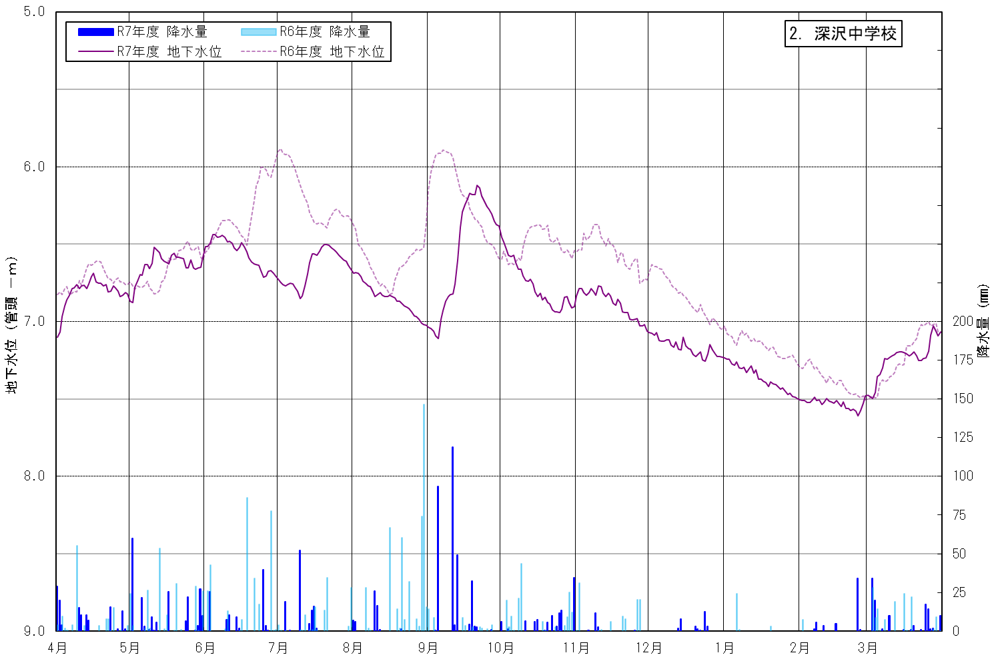 5.0
R7年度 降水量
R6年度 降水量
R7年度 地下水位
R6年度 地下水位
2. 深沢中学校
6.0
7.0
8.0
9.0
地下水位 (管頭 －m)
200
175
150
125
100
75
50
25
0
降水量 (㎜)
4月
5月
6月
7月
8月
9月
10月
11月
12月
1月
2月
3月